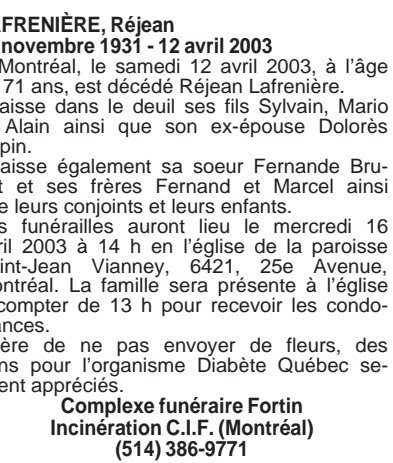 AFRENIÈRE, Réjean
novembre 1931 - 12 avril 2003
Montréal, le samedi 12 avril 2003, à l'âge
71 ans, est décédé Réjean Lafrenière.
aisse dans le deuil ses fils Sylvain, Mario
Alain ainsi que son ex-épouse Dolorès
pin.
aisse également sa soeur Fernande Bru-
t et ses frères Fernand et Marcel ainsi
e leurs conjoints et leurs enfants.
s funérailles auront lieu le mercredi 16
ril 2003 à 14 h en l'église de la paroisse
int-Jean Vianney, 6421, 25e Avenue,
ontréal. La famille sera présente à l'église
compter de 13 h pour recevoir les condo-
ances.
ère de ne pas envoyer de fleurs, des
ns pour l'organisme Diabète Québec se-
ent appréciés.
Complexe funéraire Fortin
Incinération C.I.F. (Montréal)
(514) 386-9771